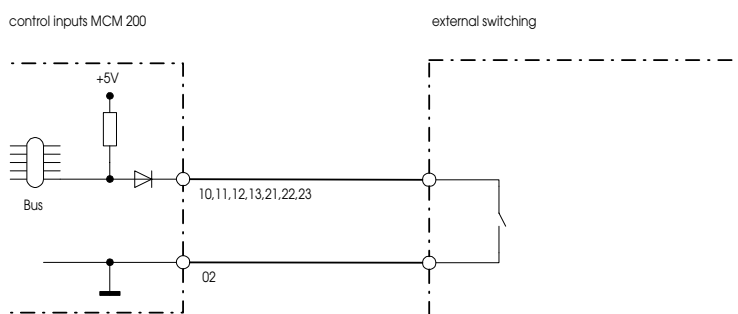 control inputs MCM 200
external switching
+5V
10,11,12,13,21,22,23
Bus
02